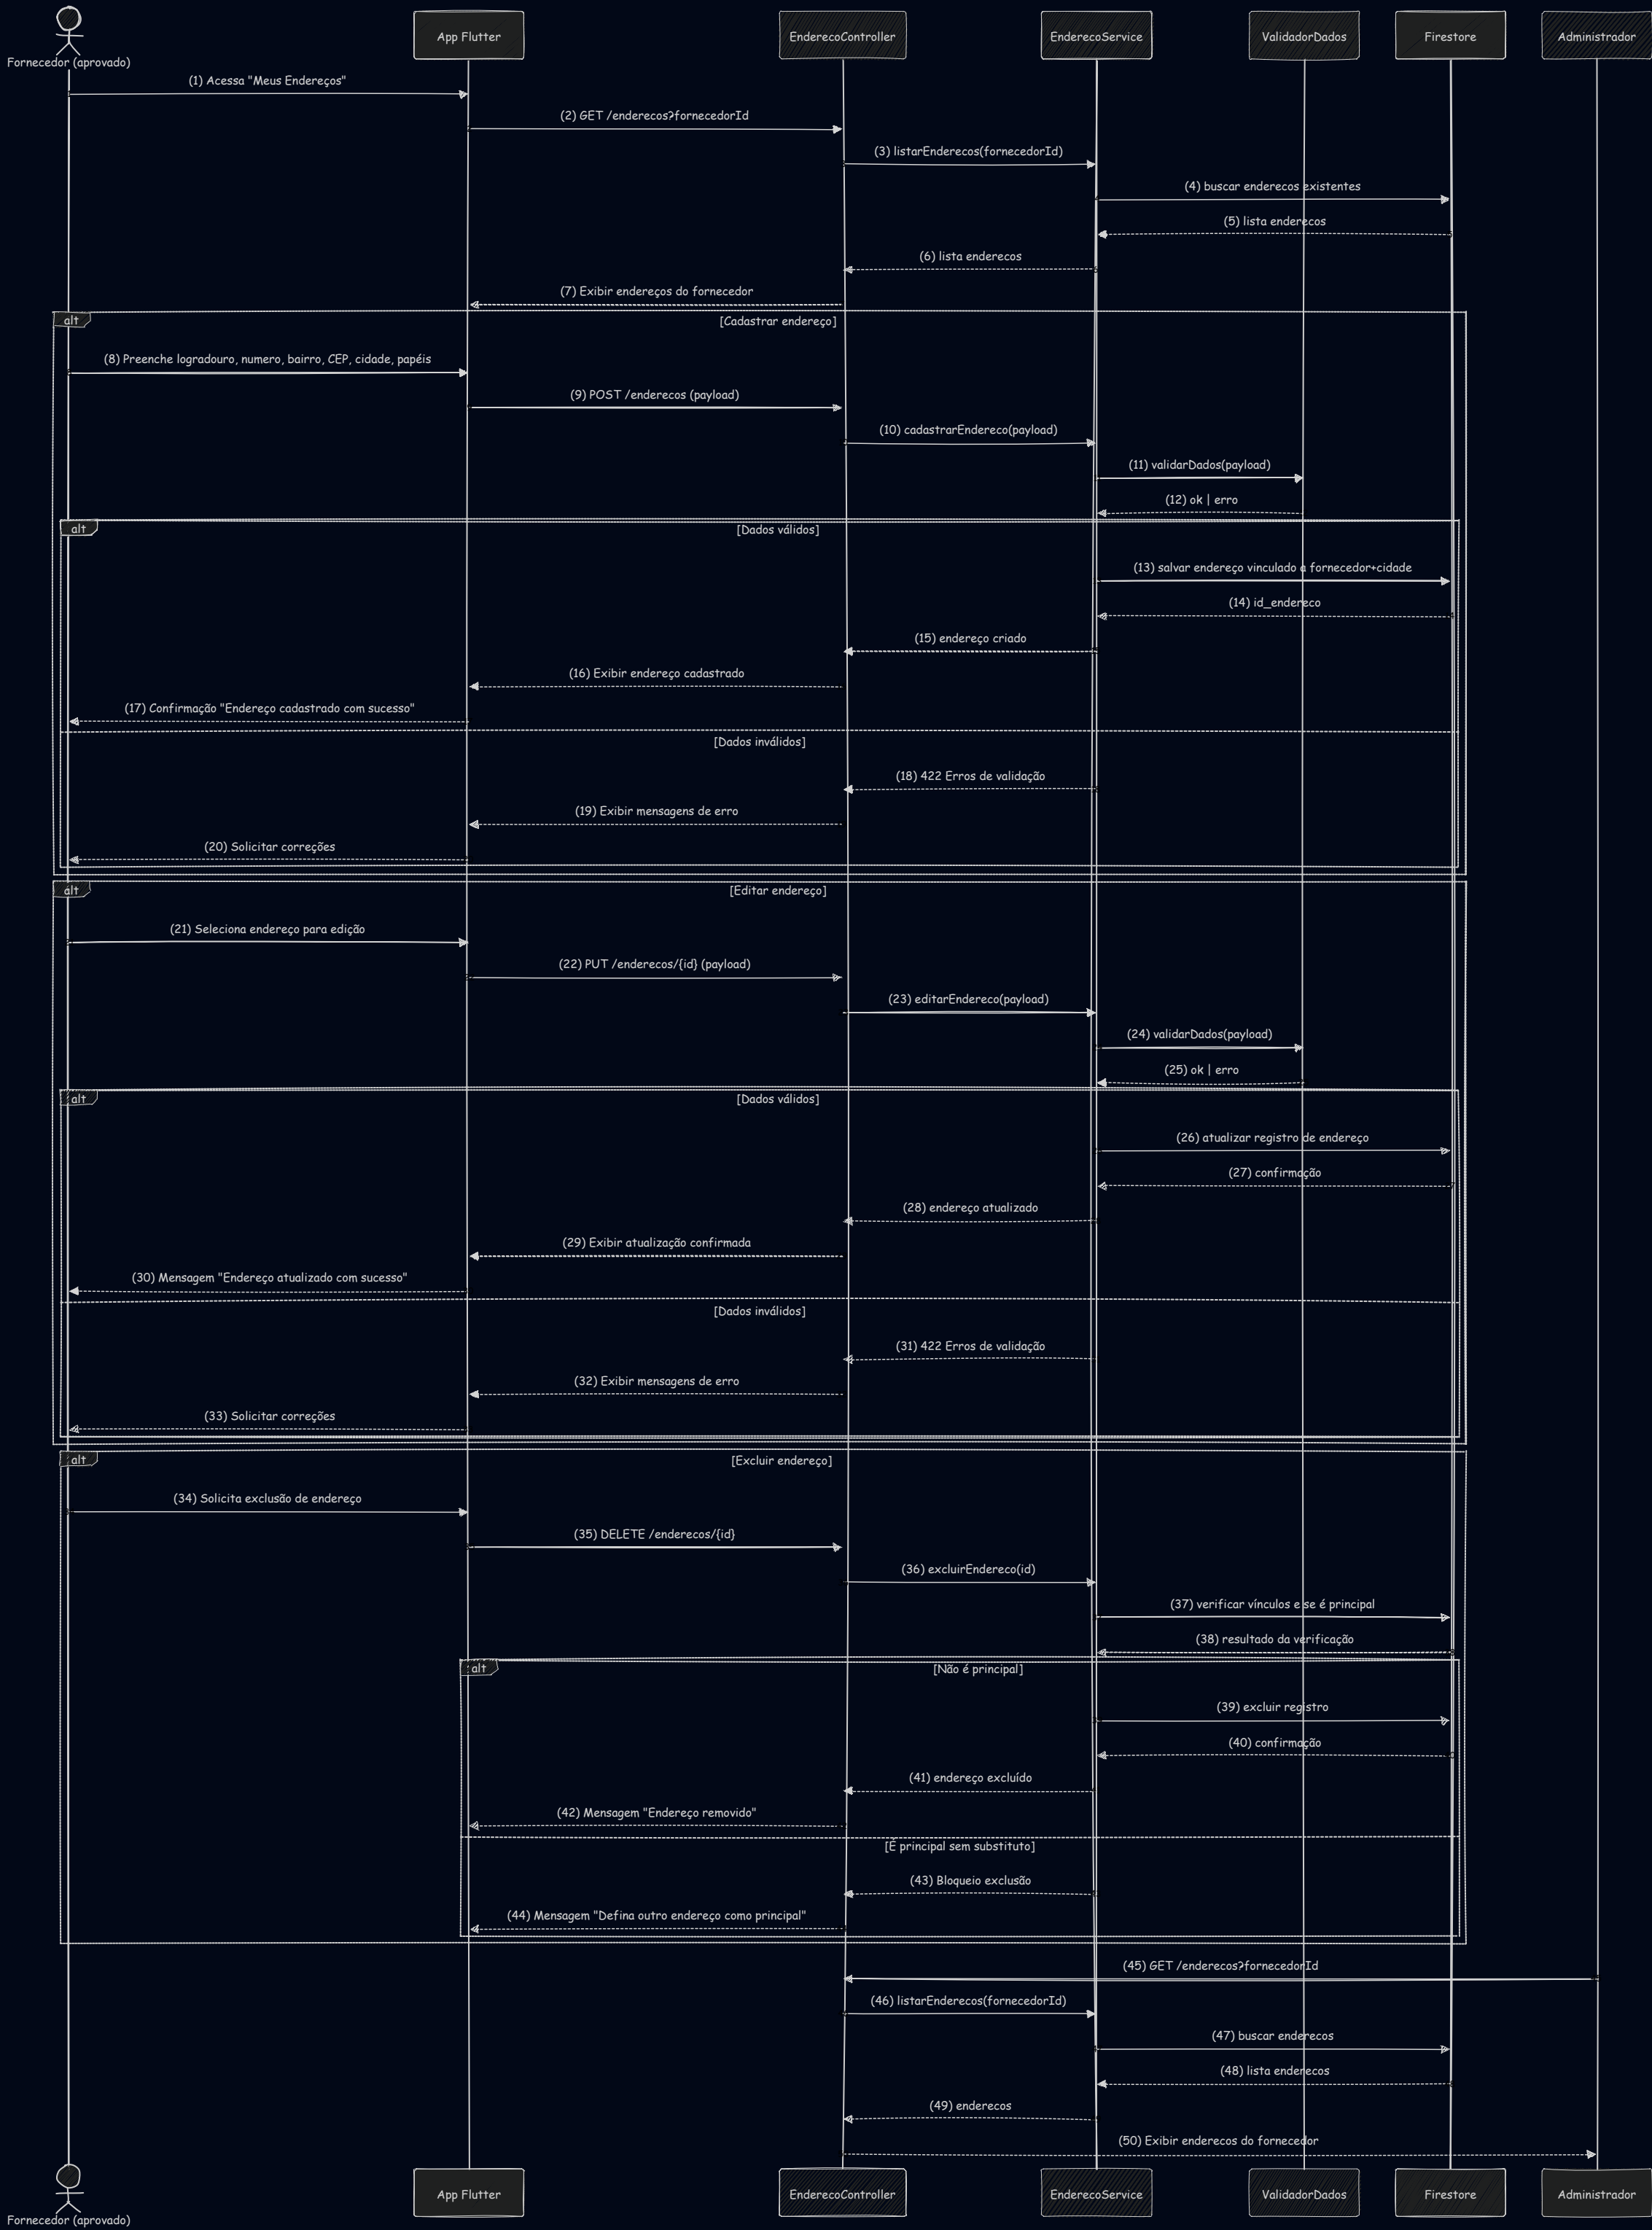 Fornecedor (aprovado)
App Flutter
EnderecoController
EnderecoService
ValidadorDados
Firestore
Administrador
(1) Acessa "Meus Endereços"
(2) GET /enderecos?fornecedorId
(3) listarEnderecos(fornecedorId)
(4) buscar enderecos existentes
(5) lista enderecos
(6) lista enderecos
(7) Exibir endereços do fornecedor
alt
[Cadastrar endereço]
(8) Preenche logradouro, numero, bairro, CEP, cidade, papéis
(9) POST /enderecos (payload)
(10) cadastrarEndereco(payload)
(11) validarDados(payload)
(12) ok | erro
alt
[Dados válidos]
(13) salvar endereço vinculado a fornecedor+cidade
(14) id_endereco
(15) endereço criado
(16) Exibir endereço cadastrado
(17) Confirmação "Endereço cadastrado com sucesso"
[Dados inválidos]
(18) 422 Erros de validação
(19) Exibir mensagens de erro
(20) Solicitar correções
alt
[Editar endereço]
(21) Seleciona endereço para edição
(22) PUT /enderecos/{id} (payload)
(23) editarEndereco(payload)
(24) validarDados(payload)
(25) ok | erro
alt
[Dados válidos]
(26) atualizar registro de endereço
(27) confirmação
(28) endereço atualizado
(29) Exibir atualização confirmada
(30) Mensagem "Endereço atualizado com sucesso"
[Dados inválidos]
(31) 422 Erros de validação
(32) Exibir mensagens de erro
(33) Solicitar correções
alt
[Excluir endereço]
(34) Solicita exclusão de endereço
(35) DELETE /enderecos/{id}
(36) excluirEndereco(id)
(37) verificar vínculos e se é principal
(38) resultado da verificação
alt
[Não é principal]
(39) excluir registro
(40) confirmação
(41) endereço excluído
(42) Mensagem "Endereço removido"
[É principal sem substituto]
(43) Bloqueio exclusão
(44) Mensagem "Defina outro endereço como principal"
(45) GET /enderecos?fornecedorId
(46) listarEnderecos(fornecedorId)
(47) buscar enderecos
(48) lista enderecos
(49) enderecos
(50) Exibir enderecos do fornecedor
Fornecedor (aprovado)
App Flutter
EnderecoController
EnderecoService
ValidadorDados
Firestore
Administrador